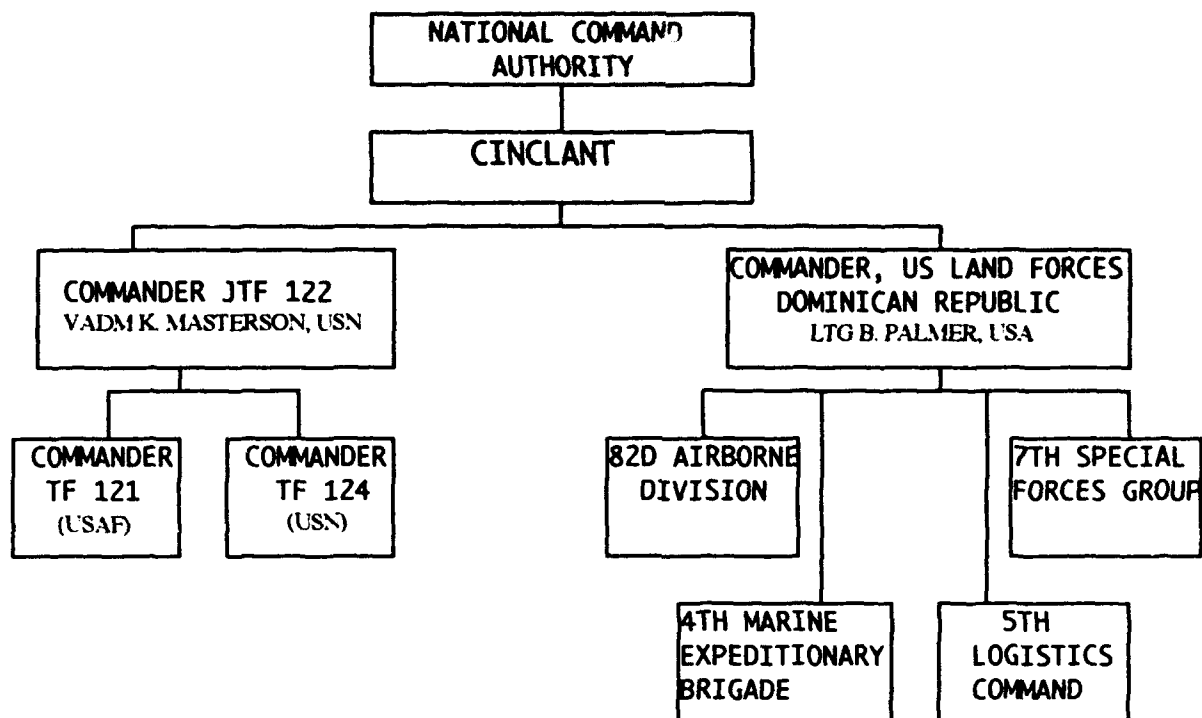 NATIONAL COMMAND
AUTHORITY
CINCLANT
COMMANDER JTF 122
VADM K. MASTERSON, USN
COMMANDER, US LAND FORCES
DOMINICAN REPUBLIC
LTG B. PALMER, USA
COMMANDER
TF 121
(USAF)
COMMANDER
TF 124
(USN)
82D AIRBORNE
DIVISION
7TH SPECIAL
FORCES GROUP
4TH MARINE
EXPEDITIONARY
BRIGADE
5TH
LOGISTICS
COMMAND